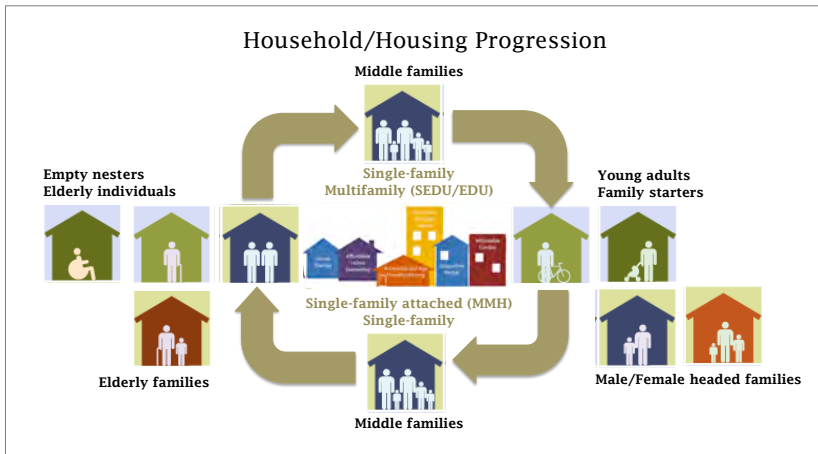 Household/Housing Progression
Middle families
Single-family
Multifamily (SEDU/EDU)
Empty nesters
Elderly individuals
Young adults
Family starters
Single-family attached (MMH)
Single-family
Elderly families
Male/Female headed families
Middle families